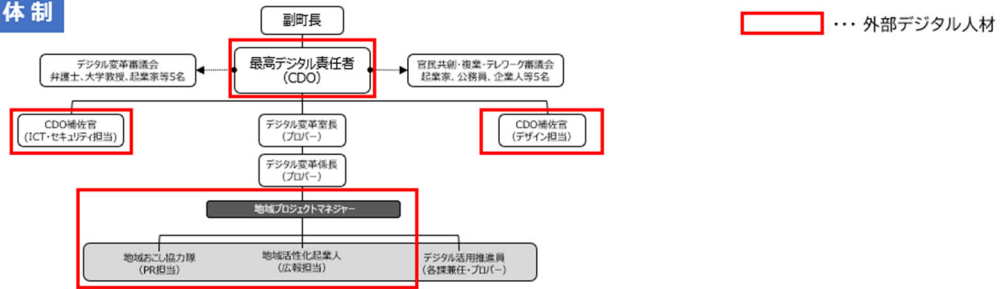 体制
・・・ 外部デジタル人材
副町長
最高デジタル責任者
(CDO)
デジタル変革審議会
弁護士、大学教授、起業家等5名
官民共創・複業・テレワーク審議会
起業家、公務員、企業人等5名
CDO補佐官
(ICT・セキュリティ担当)
デジタル変革室長
(プロパー)
CDO補佐官
(デザイン担当)
デジタル変革係長
(プロパー)
地域プロジェクトマネジャー
地域おこし協力隊
(PR担当)
地域活性化起業人
(広報担当)
デジタル活用推進員
(各課兼任・プロパー)